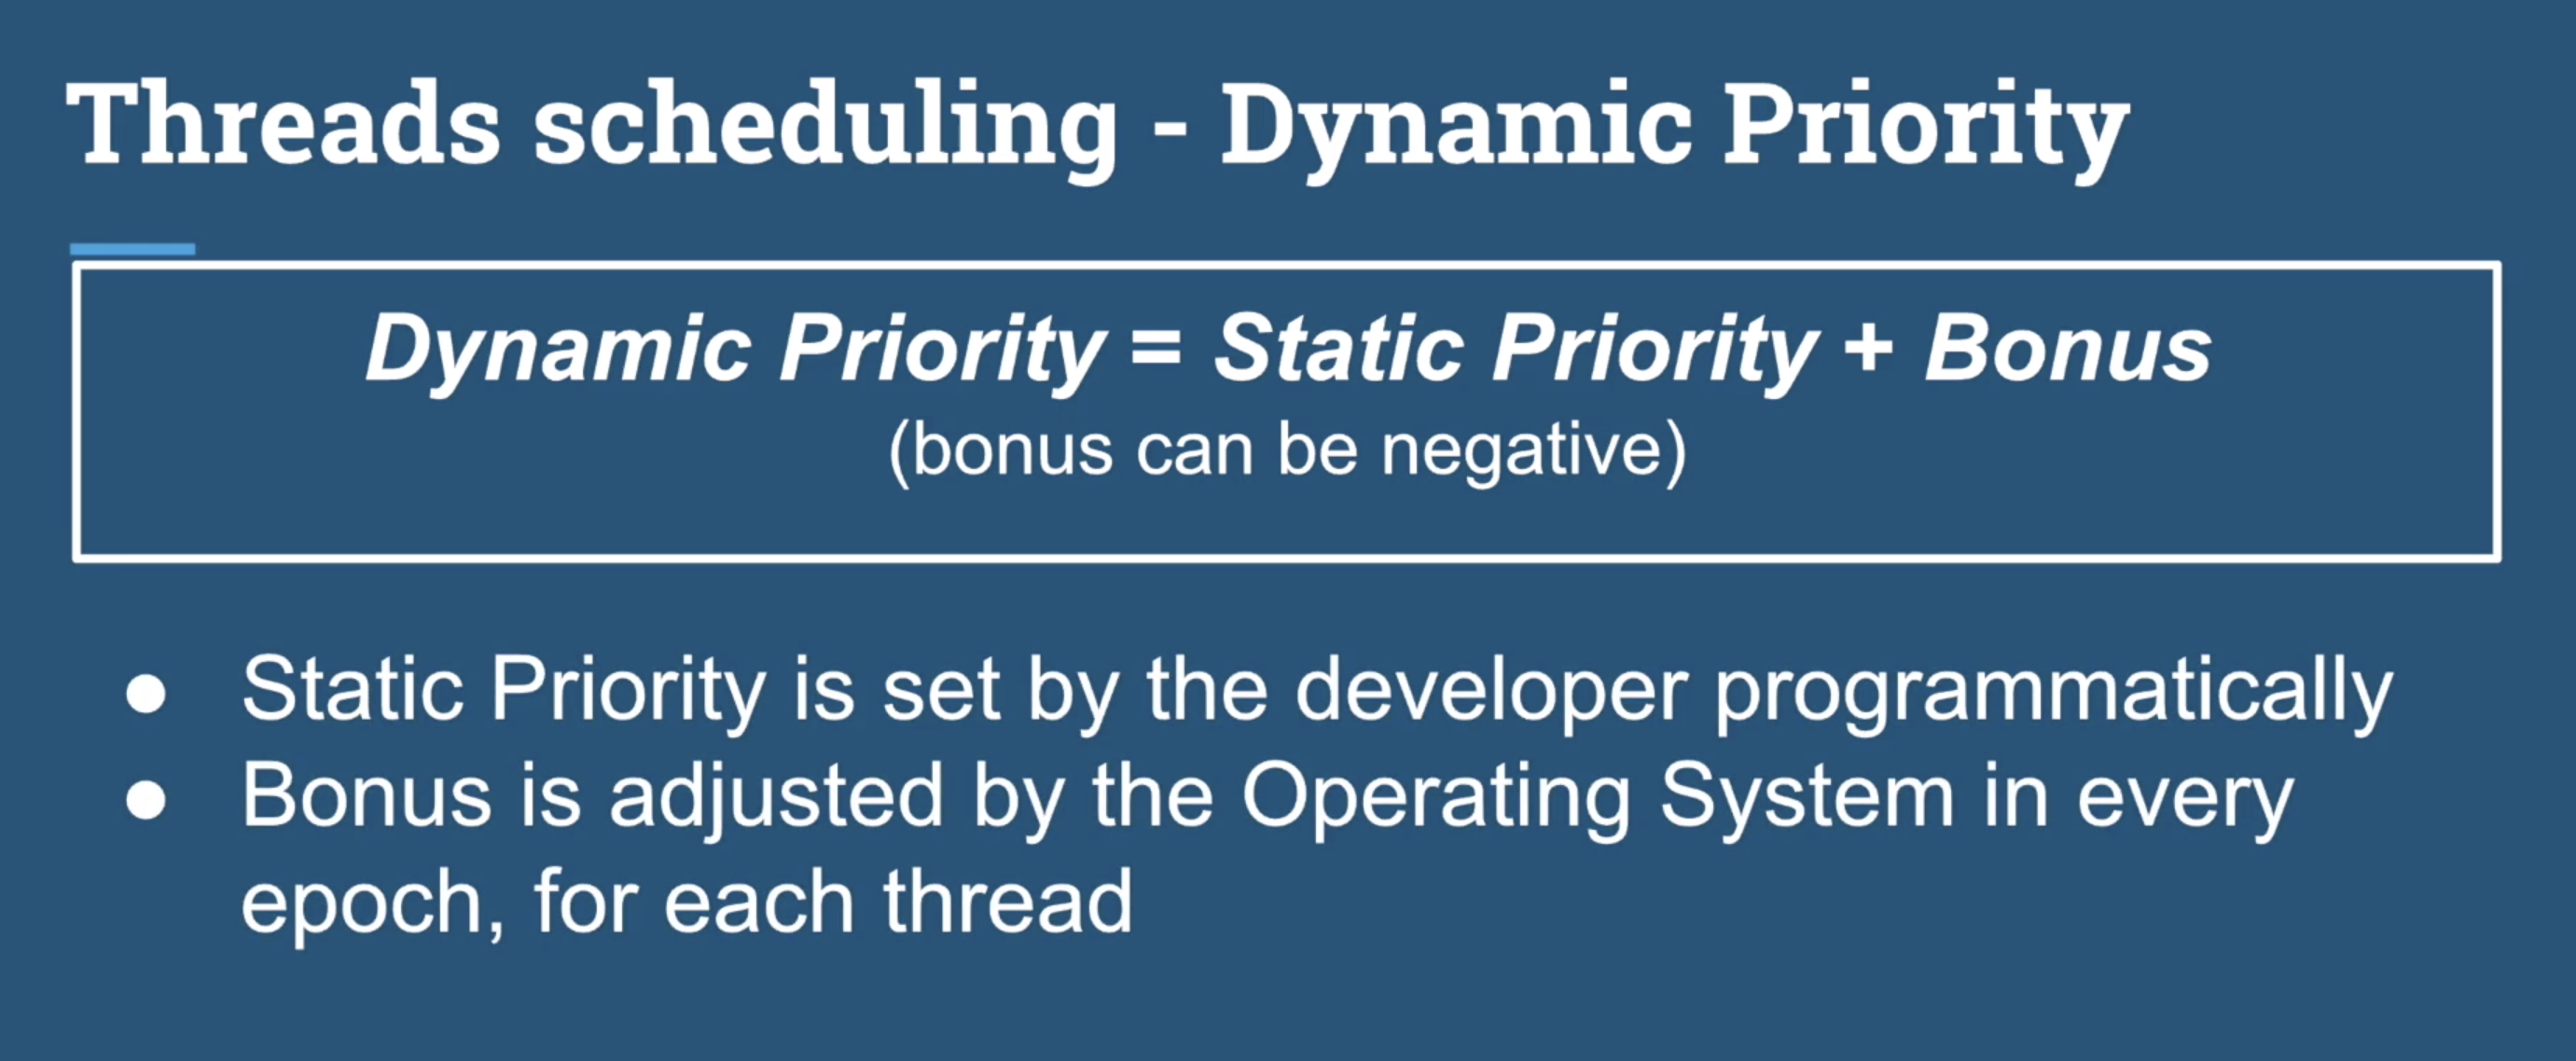 Threads scheduling - Dynamic Priority
Dynamic Priority = Static Priority + Bonus
(bonus can be negative)
● Static Priority is set by the developer programmatically
● Bonus is adjusted by the Operating System in every
epoch, for each thread